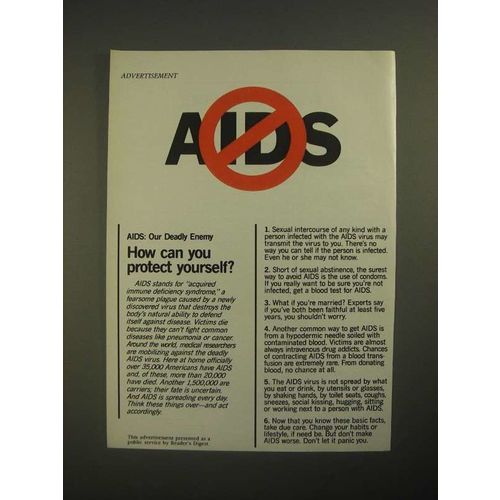 ADVERTISEMENT
AIDS
AIDS: Our Deadly Enemy
How can you
protect yourself?
AIDS stands for "acquired
immune deficiency syndrome," a
fearsome plague caused by a newly
discovered virus that destroys the
body's natural ability to defend
itself against disease. Victims die
because they can't fight common
diseases like pneumonia or cancer.
Around the world, medical researchers
are mobilizing against the deadly
AIDS virus. Here at home officially
over 35,000 Americans have AIDS
and, of these, more than 20,000
have died. Another 1,500,000 are
carriers; their fate is uncertain.
And AIDS is spreading every day.
Think these things over—and act
accordingly.
This advertisement presented as a
public service by Reader's Digest
1. Sexual intercourse of any kind with a
person infected with the AIDS virus may
transmit the virus to you. There's no
way you can tell if the person is infected.
Even he or she may not know.
2. Short of sexual abstinence, the surest
way to avoid AIDS is the use of condoms.
If you really want to be sure you're not
infected, get a blood test for AIDS.
3. What if you're married? Experts say
if you've both been faithful at least five
years, you shouldn't worry.
4. Another common way to get AIDS is
from a hypodermic needle soiled with
contaminated blood. Victims are almost
always intravenous drug addicts. Chances
of contracting AIDS from a blood trans-
fusion are extremely rare. From donating
blood, no chance at all.
5. The AIDS virus is not spread by what
you eat or drink, by utensils or glasses,
by shaking hands, by toilet seats, coughs,
sneezes, social kissing, hugging, sitting
or working next to a person with AIDS.
6. Now that you know these basic facts,
take due care. Change your habits or
lifestyle, if need be. But don't make
AIDS worse. Don't let it panic you.